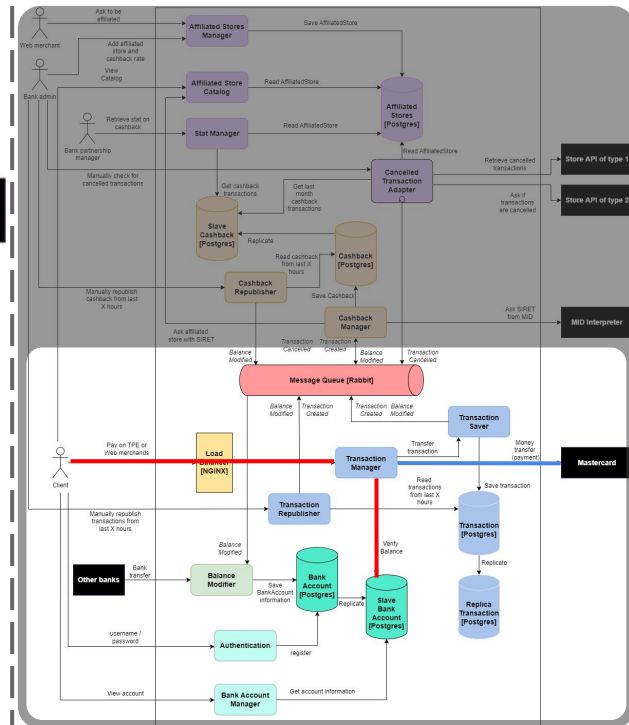 Ask to be
affiliated
Web merchant
Affiliated Stores
Manager
Save AffiliatedStore
Add affiliated
store and
cashback rate
View
Catalog
Bank admin
Affiliated Store
Catalog
Read AffiliatedStore
Affiliated
Stores
[Postgres]
Retrieve stat on
cashback
Stat Manager
Read AffiliatedStore
Bank partnership
manager
Read AffiliatedStore
Retrieve cancelled
transactions
Store API of type 1
Manually check for
cancelled transactions
Cancelled
Transaction
Adapter
Get cashback
transactions
Get last
month
cashback
transactions
Ask if
transactions
are cancelled
Store API of type 2
Slave
Cashback
[Postgres]
Replicate
Read cashback
from last X
hours
Cashback
[Postgres]
Manually republish
cashback from last
X hours
Cashback
Republisher
Save Cashback
Cashback
Manager
Ask SIRET
from MID
MID Interpreter
Ask affiliated
store with SIRET
Balance
Modified
Transaction
Cancelled
Transaction
Created
Balance
Modified
Transaction
Cancelled
Message Queue [Rabbit]
Balance
Modified
Transaction
Created
Transaction
Created
Balance
Modified
Transaction
Saver
Pay on TPE or
Web merchants
Load
Balancer
[NGINX]
Transaction
Manager
Transfer
transaction
Money
transfer
(payment)
Mastercard
Client
Read
transactions
from last X
hours
Save transaction
Manually republish
transactions from
last X hours
Transaction
Republisher
Transaction
[Postgres]
Balance
Modified
Verify
Balance
Replicate
Other banks
Bank
transfer
Balance
Modifier
Save
BankAccount
information
Bank
Account
[Postgres]
Replicate
Slave
Bank
Account
[Postgres]
Replica
Transaction
[Postgres]
username /
password
Authentication
register
View account
Bank Account
Manager
Get account information